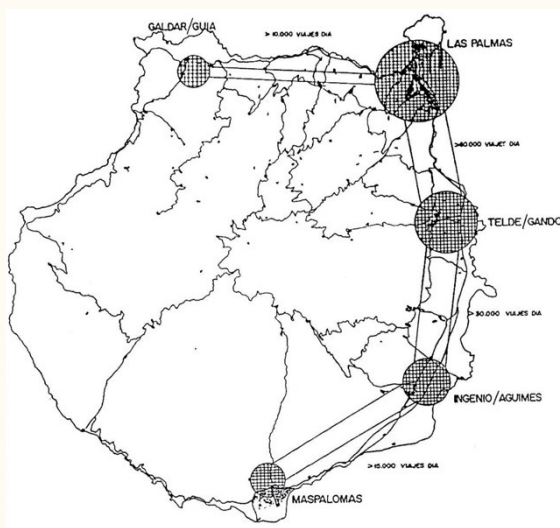 GALDAR/GUIA
> 10.000 VIAJES DIA
LAS PALMAS
>60.000 VIAJES DIA
TELDE/GANDO
> 30.000 VIAJES DIA
INGENIO/AGUIMES
>15.000 VIAJES DIA
MASPALOMAS